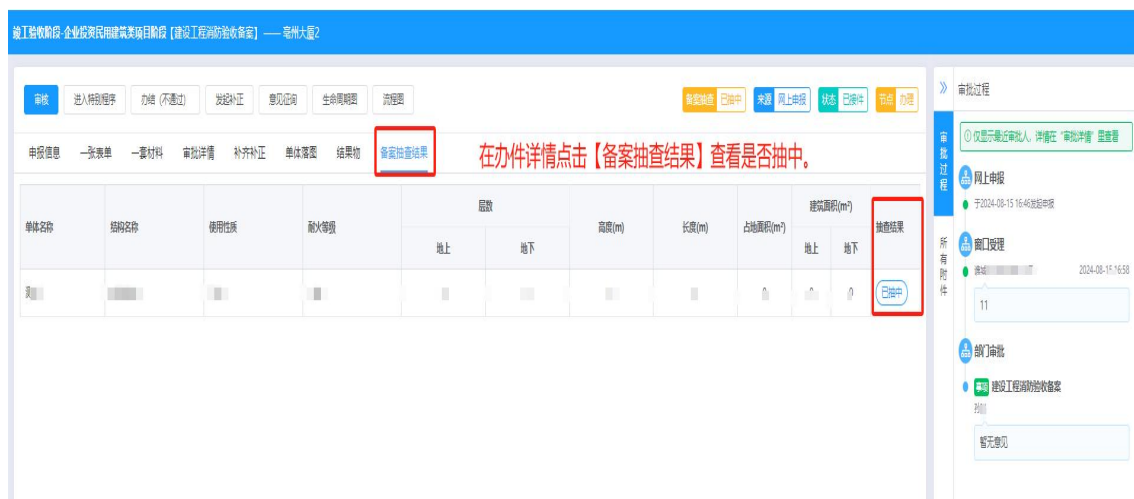 竣工验收阶段-企业投资民用建筑类项目阶段【建设工程消防验收备案】 —— 亳州大厦2
审核 进入特别程序 办结 (不通过) 发起补正 意见征询 生命周期图 流程图 备案抽查 已抽中 来源 网上申报 状态 已接件 节点 办理
申报信息 一张表单 一套材料 审批详情 补齐补正 单体落图 结果物 备案抽查结果
在办件详情点击【备案抽查结果】查看是否抽中。
单体名称 结构名称 使用性质 耐火等级 层数 高度(m) 长度(m) 占地面积(m²) 建筑面积(m²) 抽查结果
地上 地下 地上 地下
已抽中
审批过程
审批过程
所有附件
仅显示最近审批人，详情在“审批详情”里查看
网上申报
于2024-08-15 16:46发起申报
窗口受理
2024-08-15 16:58
11
部门审批
事项 建设工程消防验收备案
暂无意见